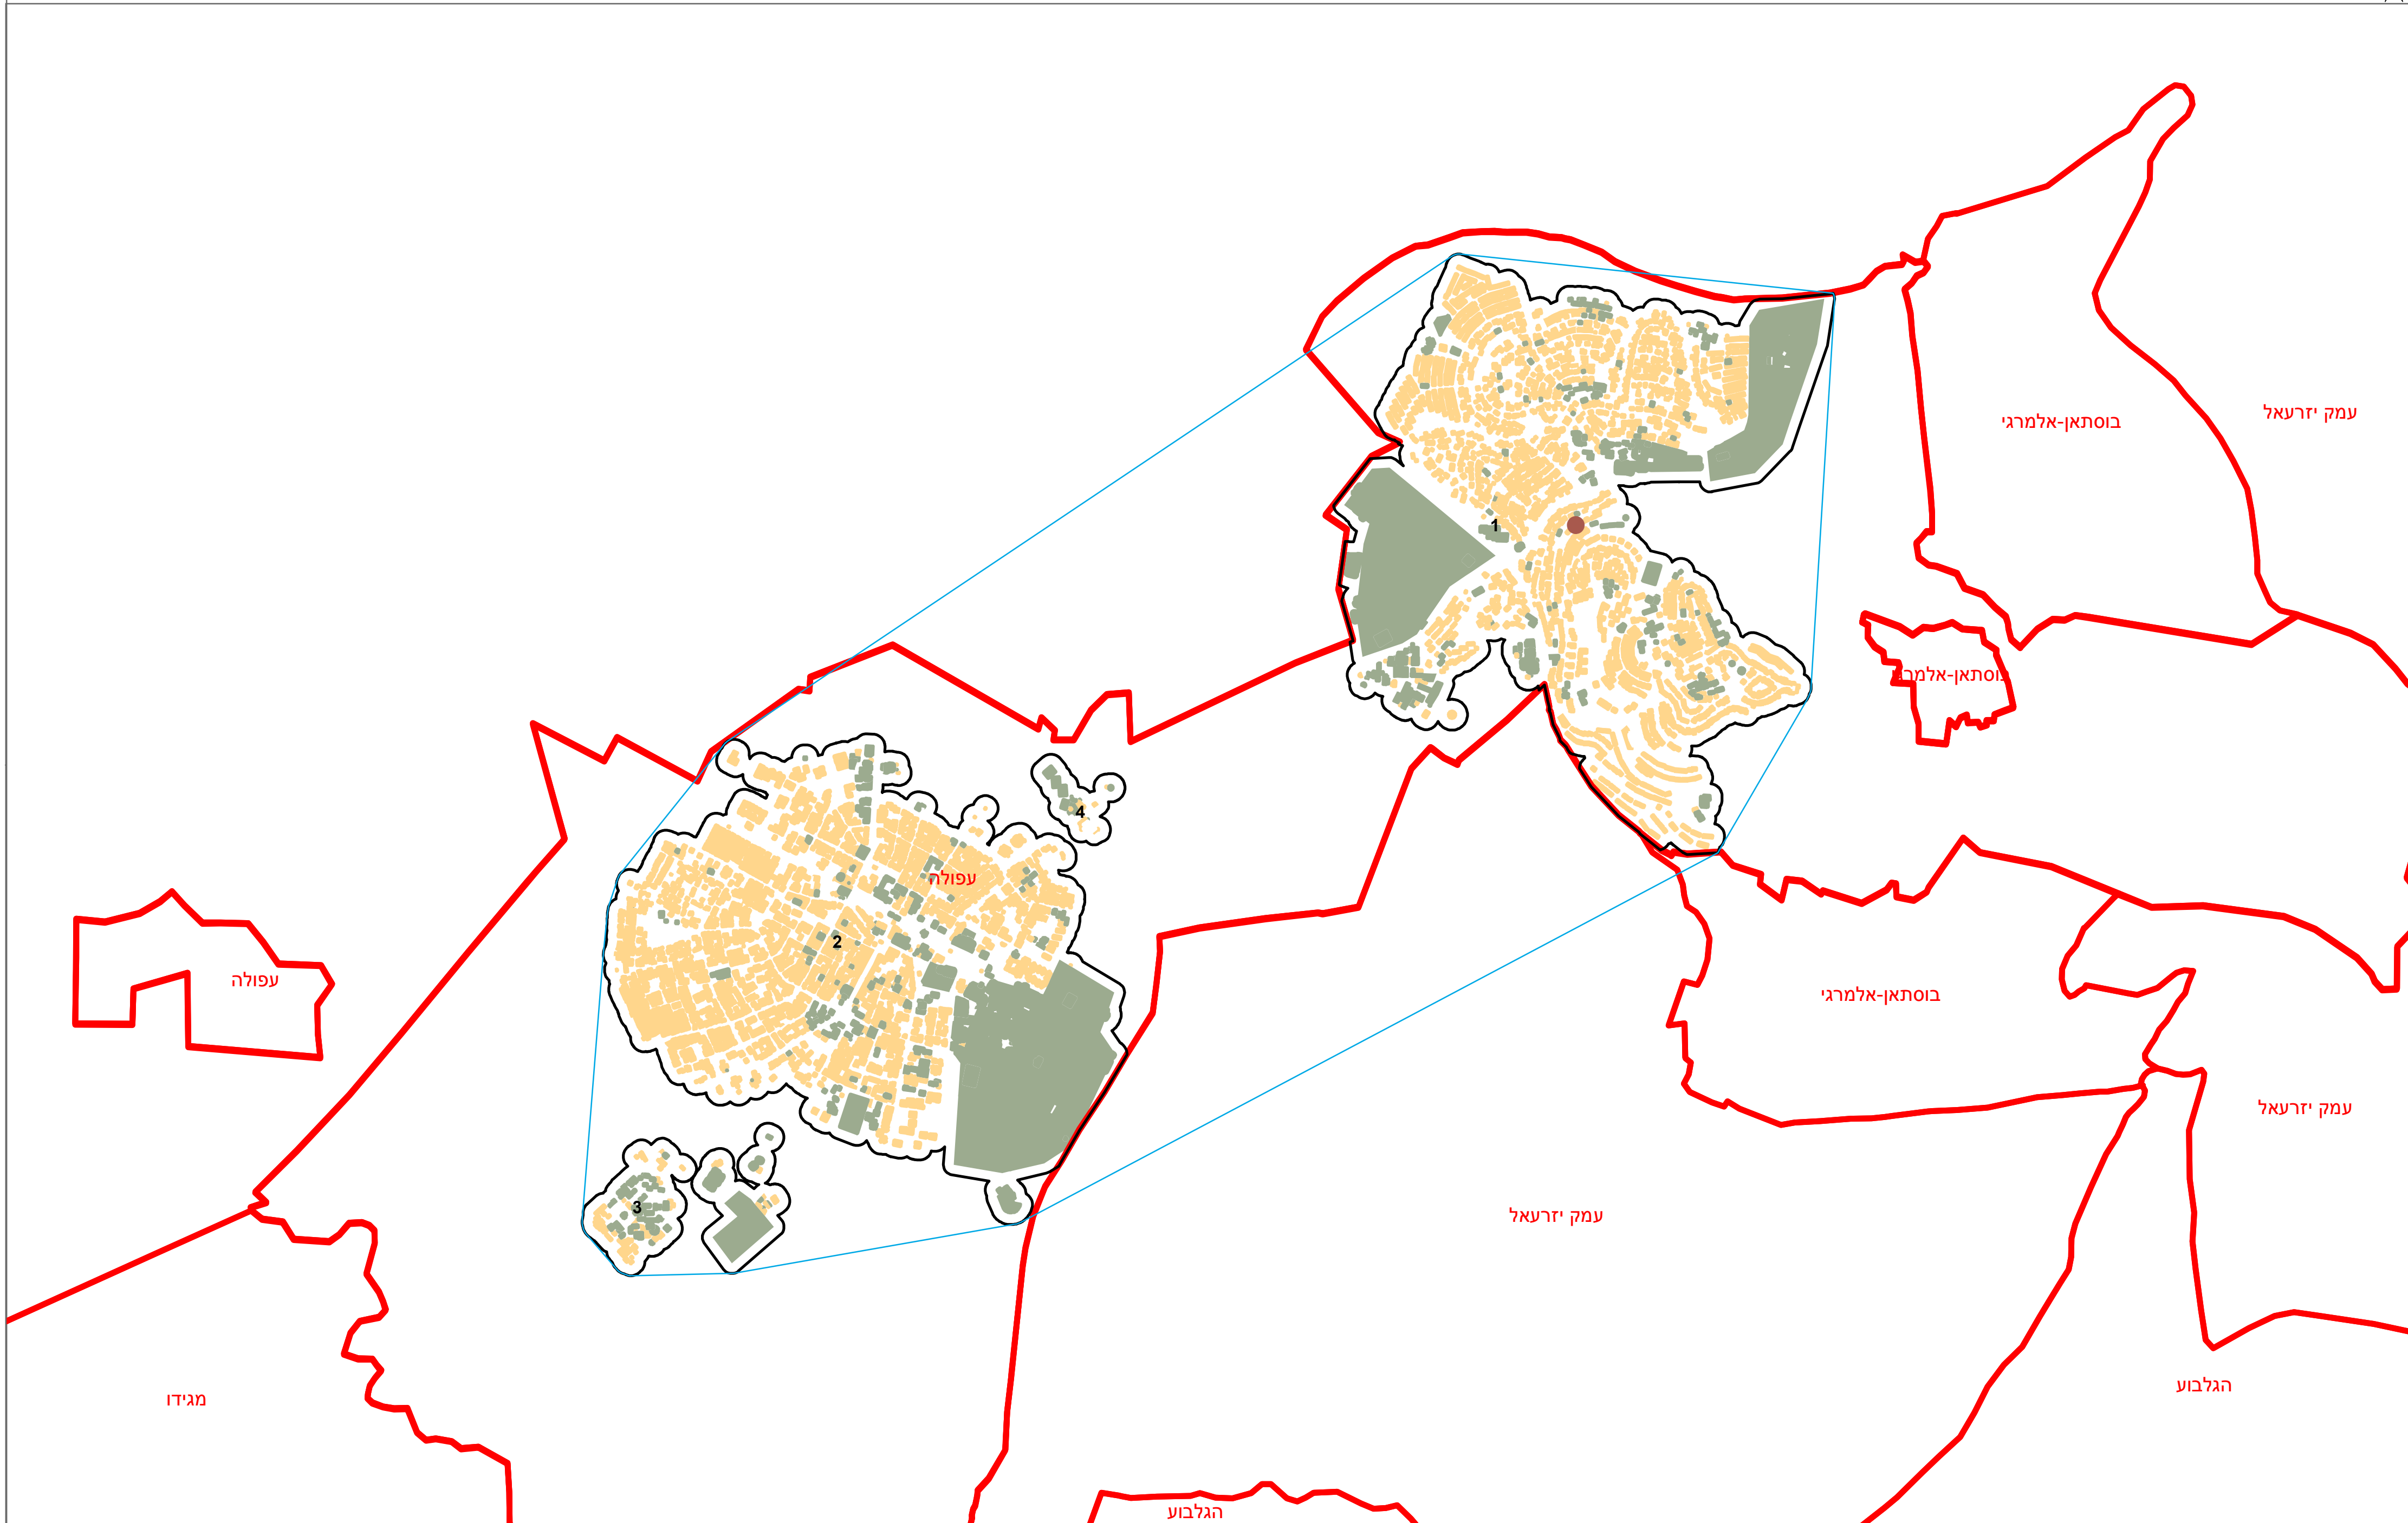 עמק יזרעאל
בוסתאן-אלמרג'י
1
בוסתאן-אלמרג'י
4
עפולה
2
עפולה
בוסתאן-אלמרג'י
עמק יזרעאל
3
עמק יזרעאל
הגלבוע
מגידו
הגלבוע